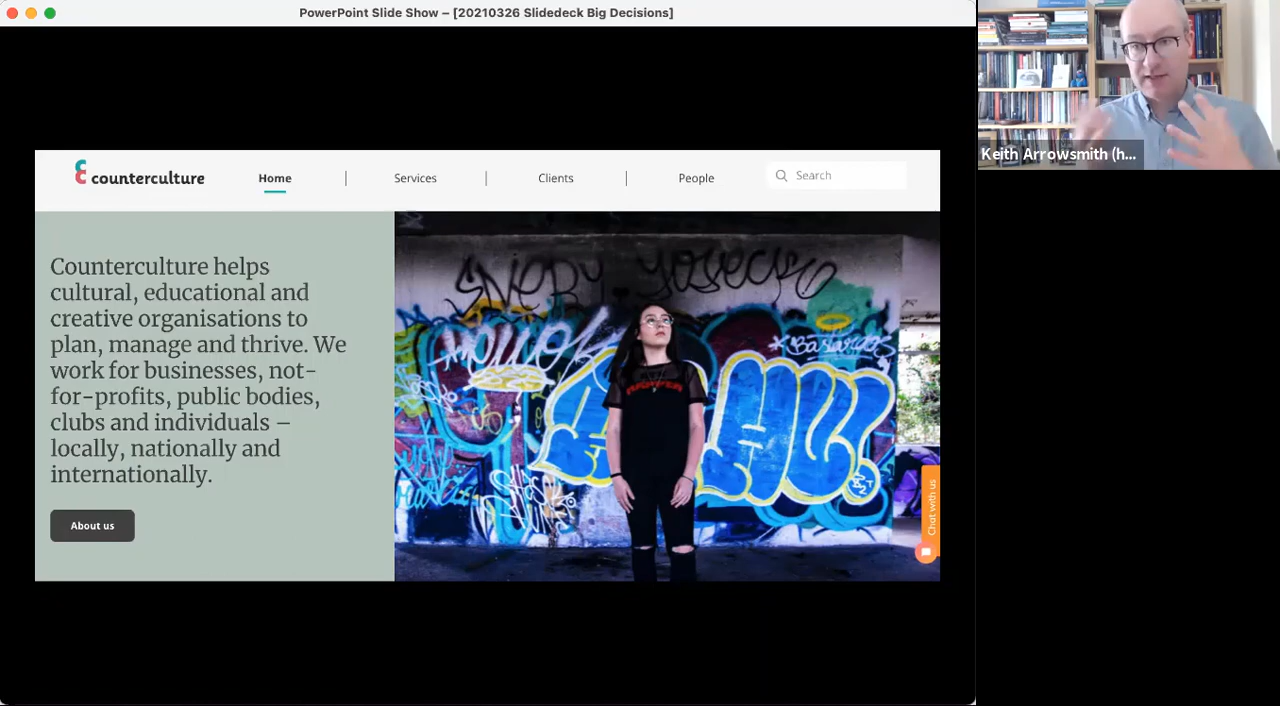 PowerPoint Slide Show – [20210326 Slidedeck Big Decisions]
Keith Arrowsmith (h...
counterculture
Home
Services
Clients
People
Search
Counterculture helps
cultural, educational and
creative organisations to
plan, manage and thrive. We
work for businesses, not-
for-profits, public bodies,
clubs and individuals –
locally, nationally and
internationally.
About us
Chat with us